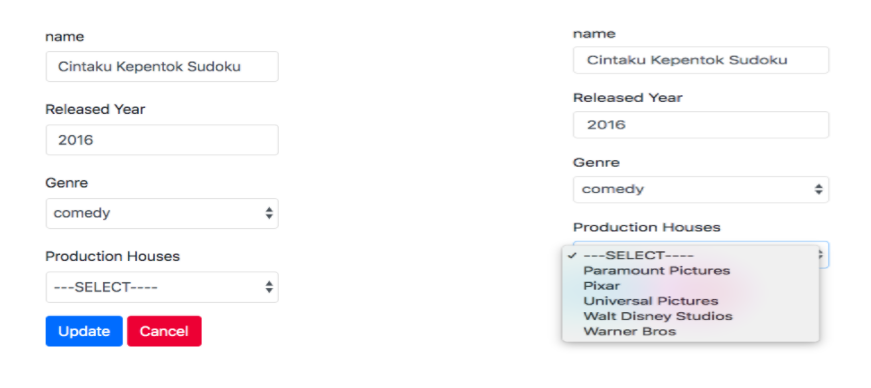 name
Cintaku Kepentok Sudoku
Released Year
2016
Genre
comedy
Production Houses
---SELECT----
Update Cancel
name
Cintaku Kepentok Sudoku
Released Year
2016
Genre
comedy
Production Houses
✓ ---SELECT----
Paramount Pictures
Pixar
Universal Pictures
Walt Disney Studios
Warner Bros